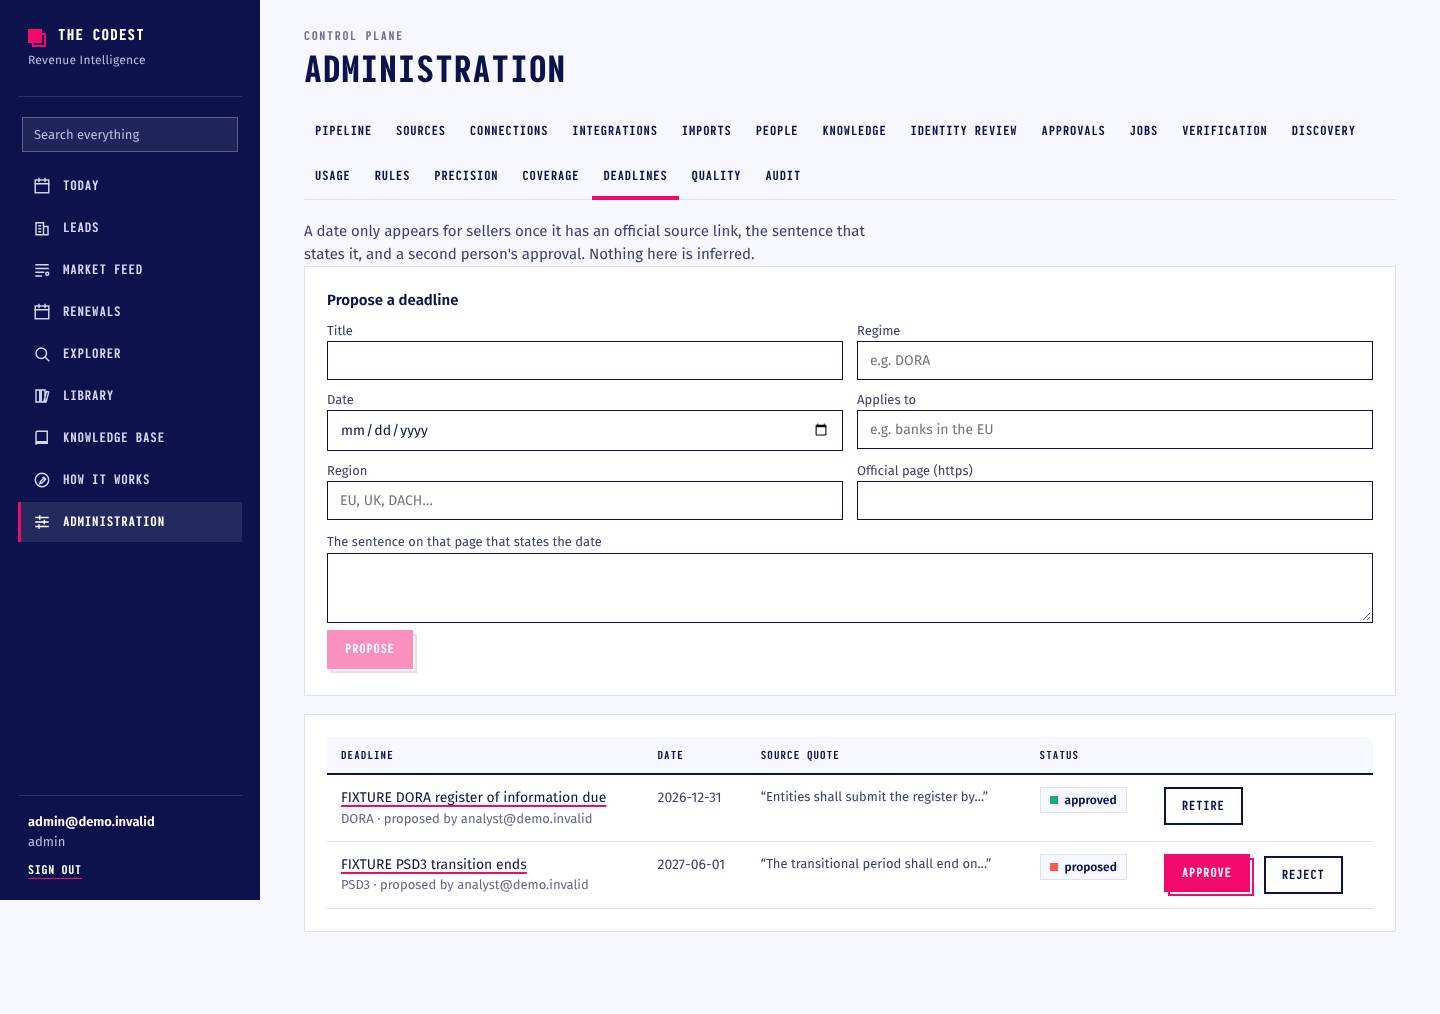 THE CODEST
Revenue Intelligence
Search everything
TODAY
LEADS
MARKET FEED
RENEWALS
EXPLORER
LIBRARY
KNOWLEDGE BASE
HOW IT WORKS
ADMINISTRATION
admin@demo.invalid
admin
SIGN OUT
CONTROL PLANE
ADMINISTRATION
PIPELINE SOURCES CONNECTIONS INTEGRATIONS IMPORTS PEOPLE KNOWLEDGE IDENTITY REVIEW APPROVALS JOBS VERIFICATION DISCOVERY
USAGE RULES PRECISION COVERAGE DEADLINES QUALITY AUDIT
A date only appears for sellers once it has an official source link, the sentence that
states it, and a second person's approval. Nothing here is inferred.
Propose a deadline
Title Regime
e.g. DORA
Date Applies to
mm/dd/yyyy e.g. banks in the EU
Region Official page (https)
EU, UK, DACH...
The sentence on that page that states the date
PROPOSE
DEADLINE DATE SOURCE QUOTE STATUS
FIXTURE DORA register of information due 2026-12-31 “Entities shall submit the register by...” approved RETIRE
DORA · proposed by analyst@demo.invalid
FIXTURE PSD3 transition ends 2027-06-01 “The transitional period shall end on...” proposed APPROVE REJECT
PSD3 · proposed by analyst@demo.invalid